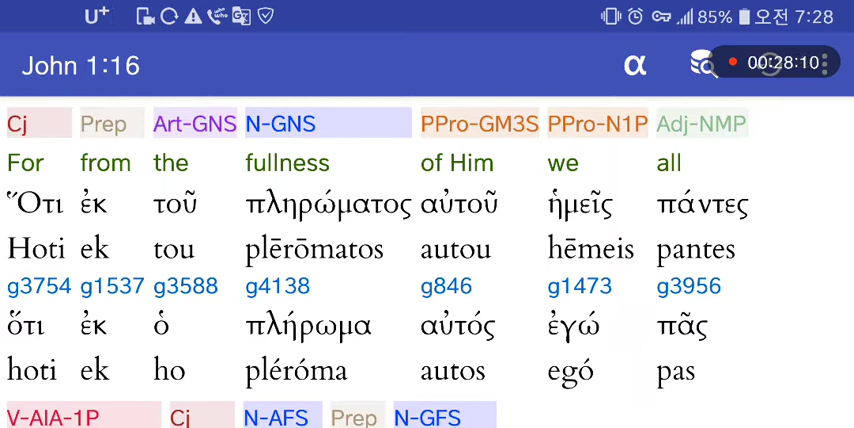 U+ 85% 오전 7:28
John 1:16 α 00:28:10
Cj Prep Art-GNS N-GNS PPro-GM3S PPro-N1P Adj-NMP
For from the fullness of Him we all
Ὅτι ἐκ τοῦ πληρώματος αὐτοῦ ἡμεῖς πάντες
Hoti ek tou plērōmatos autou hēmeis pantes
g3754 g1537 g3588 g4138 g846 g1473 g3956
ὅτι ἐκ ὁ πλήρωμα αὐτός ἐγώ πᾶς
hoti ek ho pléróma autos egó pas
V-AIA-1P Cj N-AFS Prep N-GFS